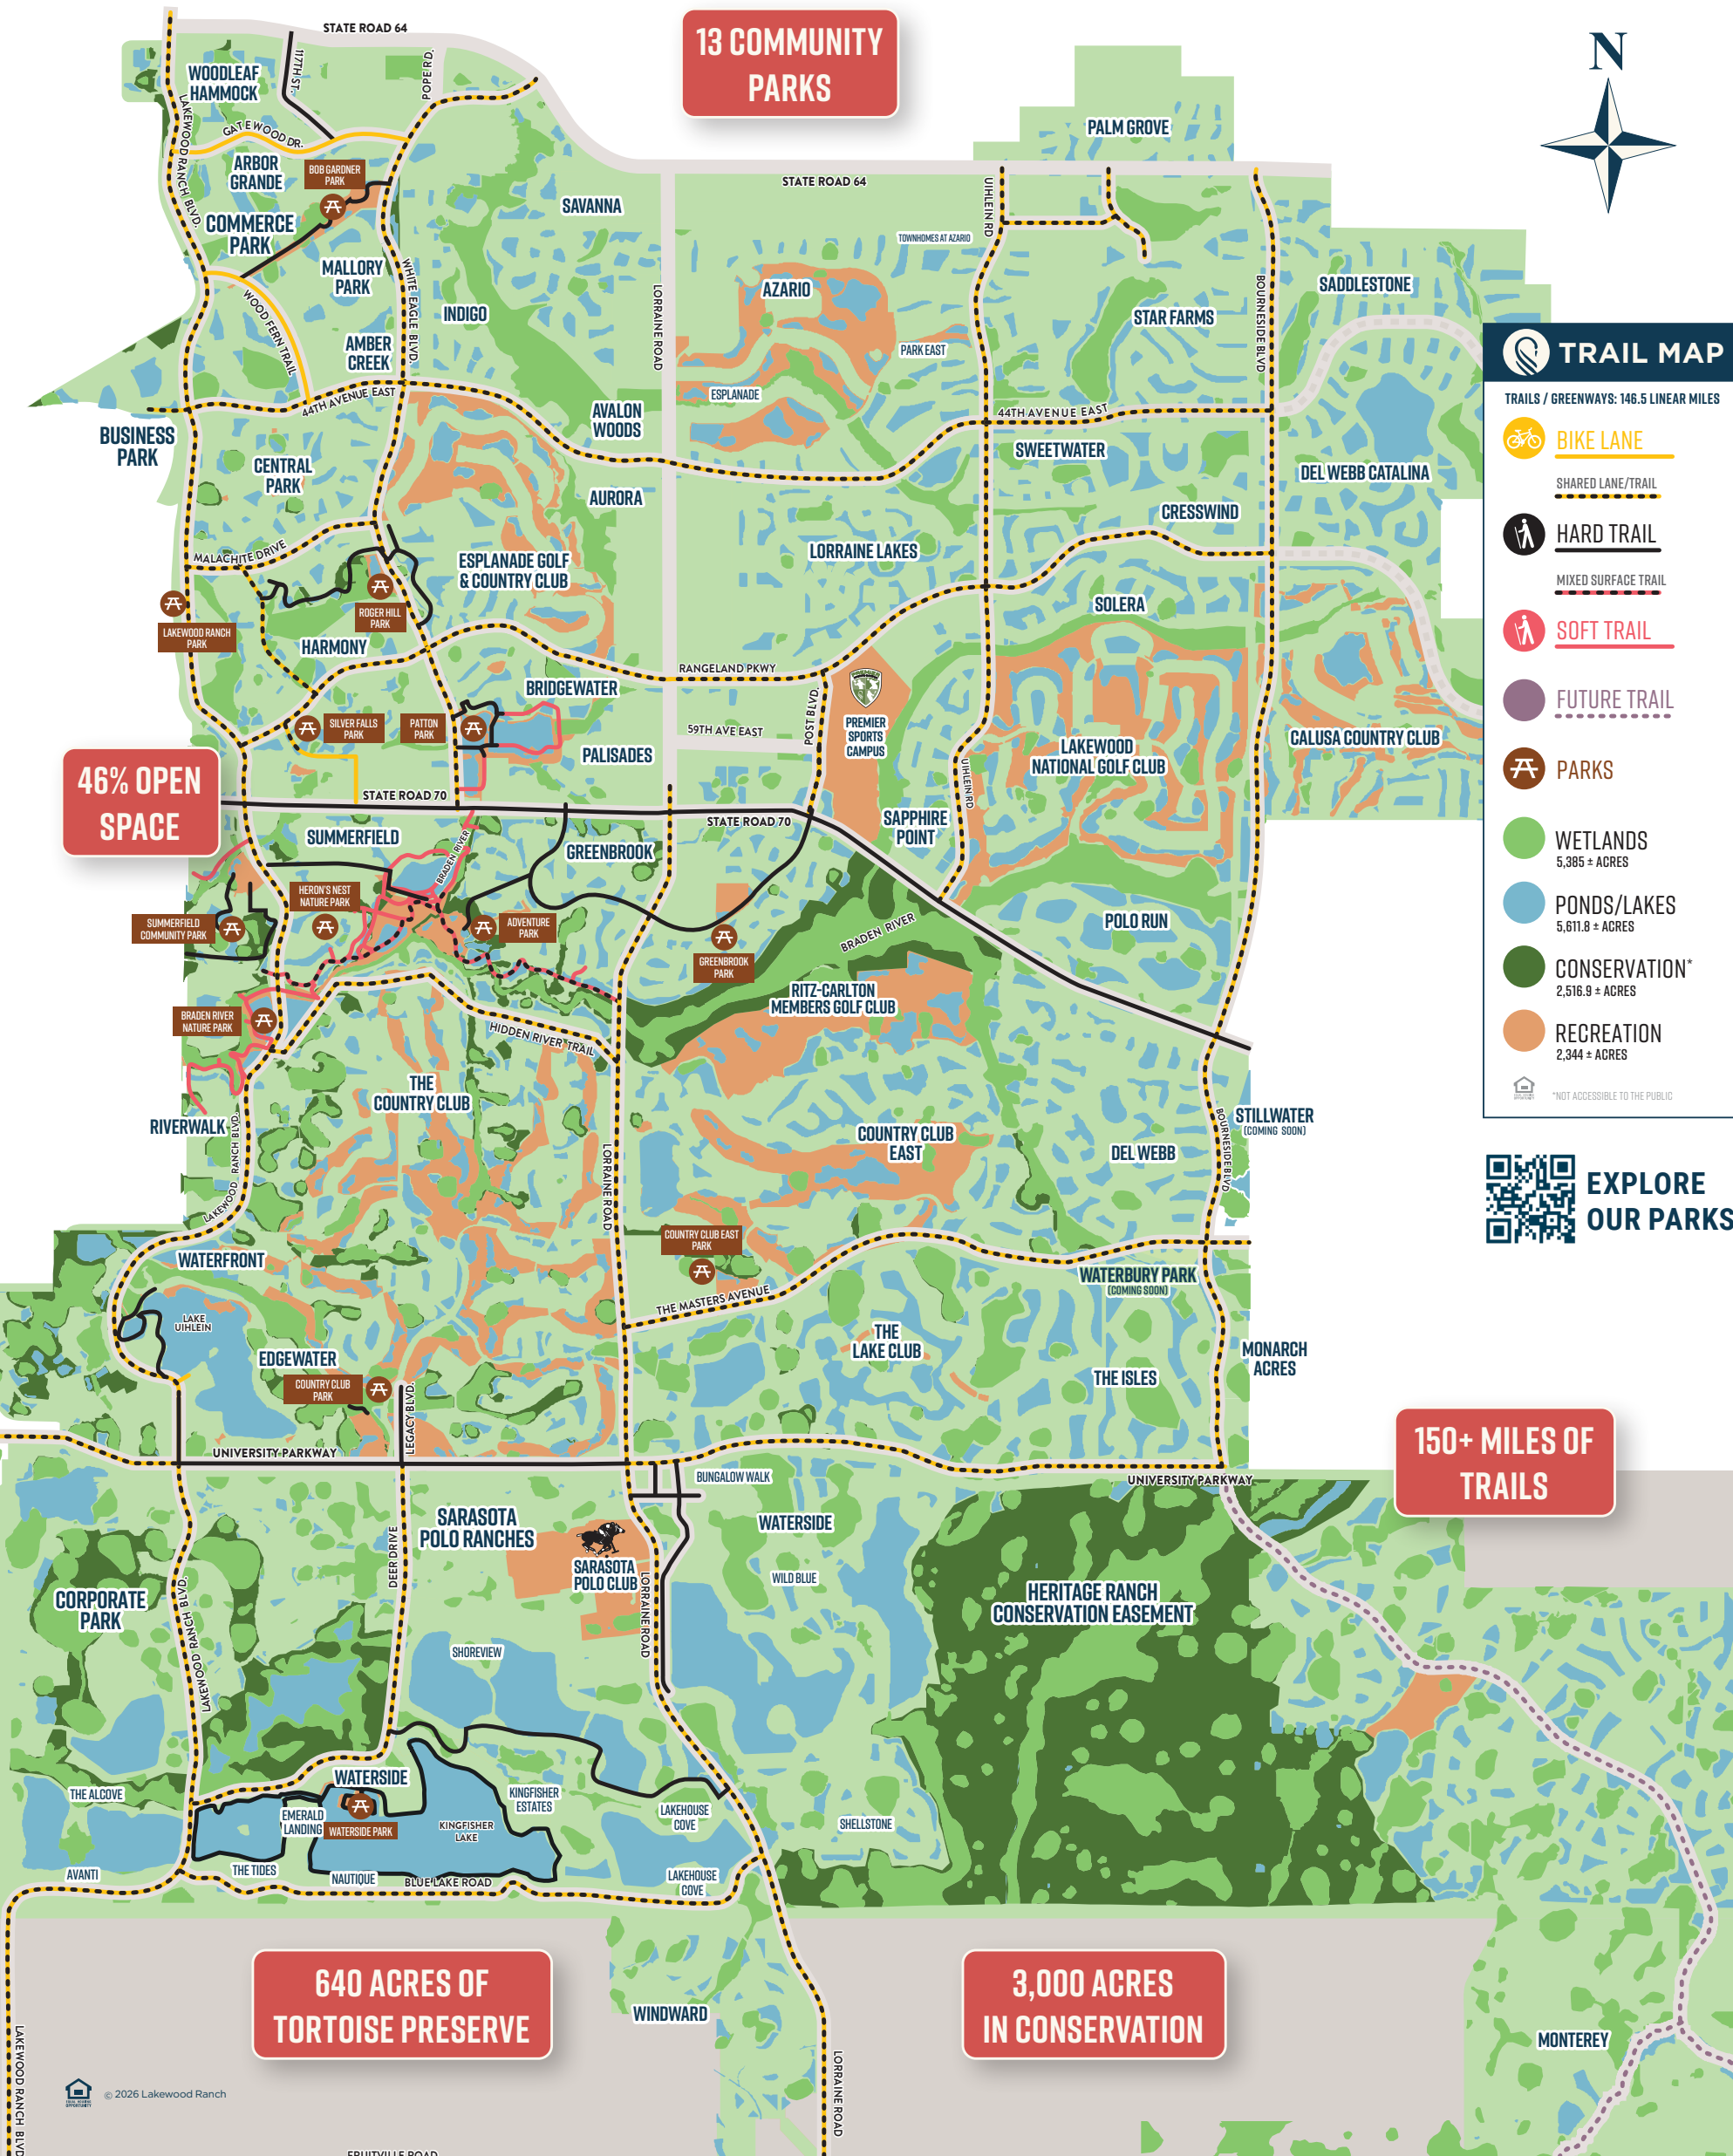 STATE ROAD 64
13 COMMUNITY
PARKS
N
117TH ST.
POPE RD.
WOODLEAF
HAMMOCK
LAKEWOOD RANCH BLVD.
GATEWOOD DR.
ARBOR
GRANDE
BOB GARDNER
PARK
COMMERCE
PARK
MALLORY
PARK
WHITE EAGLE BLVD.
WOOD FERN TRAIL
AMBER
CREEK
INDIGO
SAVANNA
PALM GROVE
STATE ROAD 64
UIHLEIN RD
TOWNHOMES AT AZARIO
AZARIO
LORRAINE ROAD
PARK EAST
ESPLANADE
STAR FARMS
BOURNESIDE BLVD
SADDLESTONE
44TH AVENUE EAST
AVALON
WOODS
44TH AVENUE EAST
SWEETWATER
DEL WEBB CATALINA
BUSINESS
PARK
CENTRAL
PARK
AURORA
CRESSWIND
MALACHITE DRIVE
ESPLANADE GOLF
& COUNTRY CLUB
LORRAINE LAKES
ROGER HILL
PARK
SOLERA
LAKEWOOD RANCH
PARK
HARMONY
RANGELAND PKWY
BRIDGEWATER
POST BLVD.
PREMIER
SPORTS
CAMPUS
SILVER FALLS
PARK
PATTON
PARK
59TH AVE EAST
PALISADES
LAKEWOOD
NATIONAL GOLF CLUB
CALUSA COUNTRY CLUB
UIHLEIN RD
46% OPEN
SPACE
STATE ROAD 70
STATE ROAD 70
SAPPHIRE
POINT
SUMMERFIELD
BRADEN RIVER
GREENBROOK
HERON'S NEST
NATURE PARK
SUMMERFIELD
COMMUNITY PARK
ADVENTURE
PARK
BRADEN RIVER
POLO RUN
GREENBROOK
PARK
RITZ-CARLTON
MEMBERS GOLF CLUB
BRADEN RIVER
NATURE PARK
HIDDEN RIVER TRAIL
THE
COUNTRY CLUB
RIVERWALK
LAKEWOOD RANCH BLVD.
LORRAINE ROAD
COUNTRY CLUB
EAST
DEL WEBB
BOURNESIDE BLVD
STILLWATER
(COMING SOON)
COUNTRY CLUB EAST
PARK
WATERFRONT
WATERBURY PARK
(COMING SOON)
THE MASTERS AVENUE
LAKE
UIHLEIN
THE
LAKE CLUB
EDGEWATER
COUNTRY CLUB
PARK
THE ISLES
MONARCH
ACRES
LEGACY BLVD.
UNIVERSITY PARKWAY
BUNGALOW WALK
UNIVERSITY PARKWAY
TRAIL MAP
TRAILS / GREENWAYS: 146.5 LINEAR MILES
BIKE LANE
SHARED LANE/TRAIL
HARD TRAIL
MIXED SURFACE TRAIL
SOFT TRAIL
FUTURE TRAIL
PARKS
WETLANDS
5,385 ± ACRES
PONDS/LAKES
5,611.8 ± ACRES
CONSERVATION*
2,516.9 ± ACRES
RECREATION
2,344 ± ACRES
*NOT ACCESSIBLE TO THE PUBLIC
EXPLORE
OUR PARKS
150+ MILES OF
TRAILS
SARASOTA
POLO RANCHES
WATERSIDE
SARASOTA
POLO CLUB
DEER DRIVE
WILD BLUE
LORRAINE ROAD
CORPORATE
PARK
LAKEWOOD RANCH BLVD.
HERITAGE RANCH
CONSERVATION EASEMENT
SHOREVIEW
WATERSIDE
THE ALCOVE
EMERALD
LANDING
WATERSIDE PARK
KINGFISHER
ESTATES
KINGFISHER
LAKE
LAKEHOUSE
COVE
SHELLSTONE
AVANTI
THE TIDES
NAUTIQUE
BLUE LAKE ROAD
LAKEHOUSE
COVE
640 ACRES OF
TORTOISE PRESERVE
3,000 ACRES
IN CONSERVATION
WINDWARD
MONTEREY
LAKEWOOD RANCH BLVD
LORRAINE ROAD
© 2026 Lakewood Ranch
FRUITVILLE ROAD